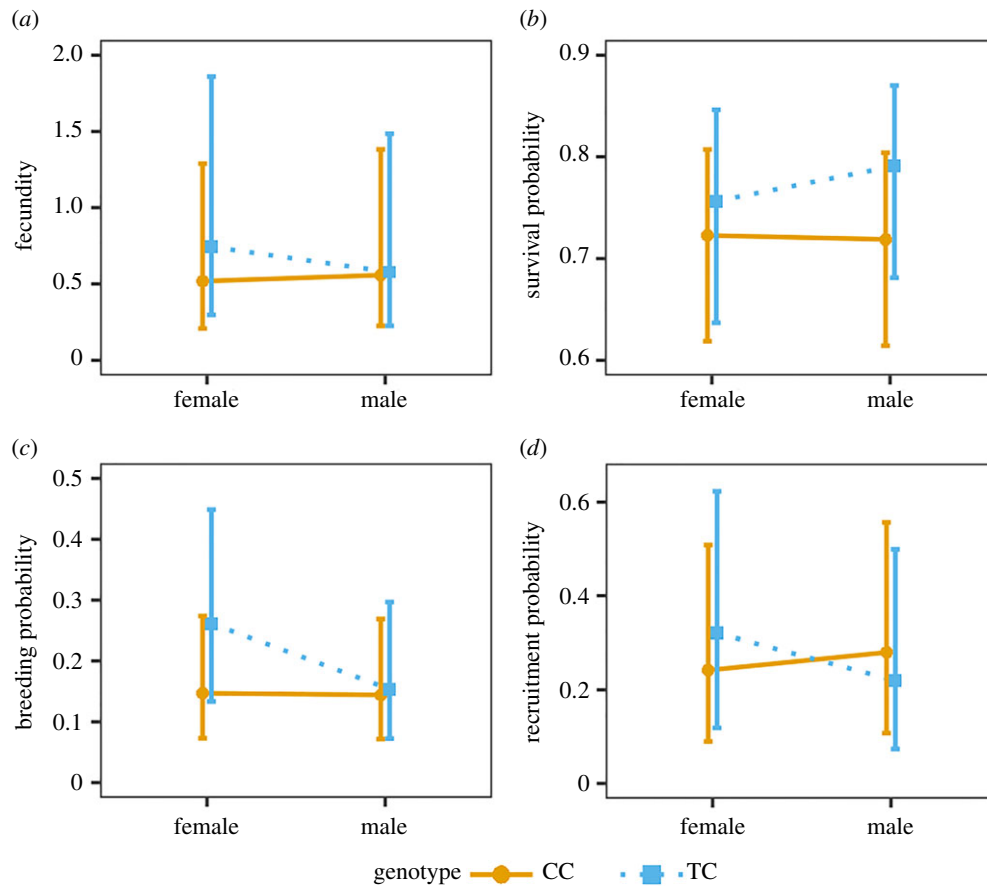 (a)
2.0
1.5
1.0
0.5
0
fecundity
female male
(b)
0.9
0.8
0.7
0.6
survival probability
female male
(c)
0.5
0.4
0.3
0.2
0.1
0
breeding probability
female male
(d)
0.6
0.4
0.2
0
recruitment probability
female male
genotype CC TC